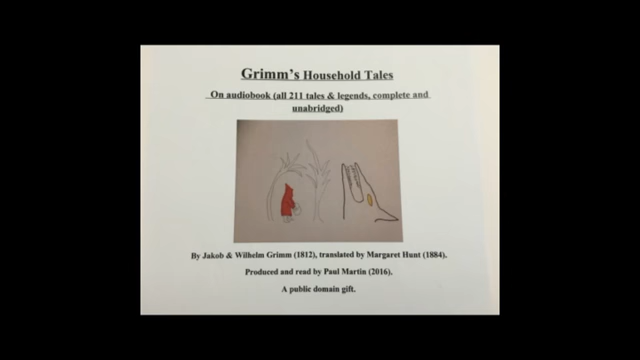 Grimm's Household Tales
On audiobook (all 211 tales & legends, complete and
unabridged)
By Jakob & Wilhelm Grimm (1812), translated by Margaret Hunt (1884).
Produced and read by Paul Martin (2016).
A public domain gift.